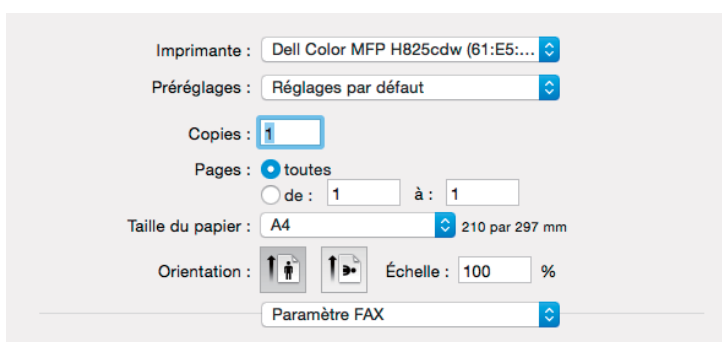 Imprimante : Dell Color MFP H825cdw (61:E5:...
Préréglages : Réglages par défaut
Copies : 1
Pages : toutes
de : 1 à : 1
Taille du papier : A4 210 par 297 mm
Orientation : Échelle : 100 %
Paramètre FAX